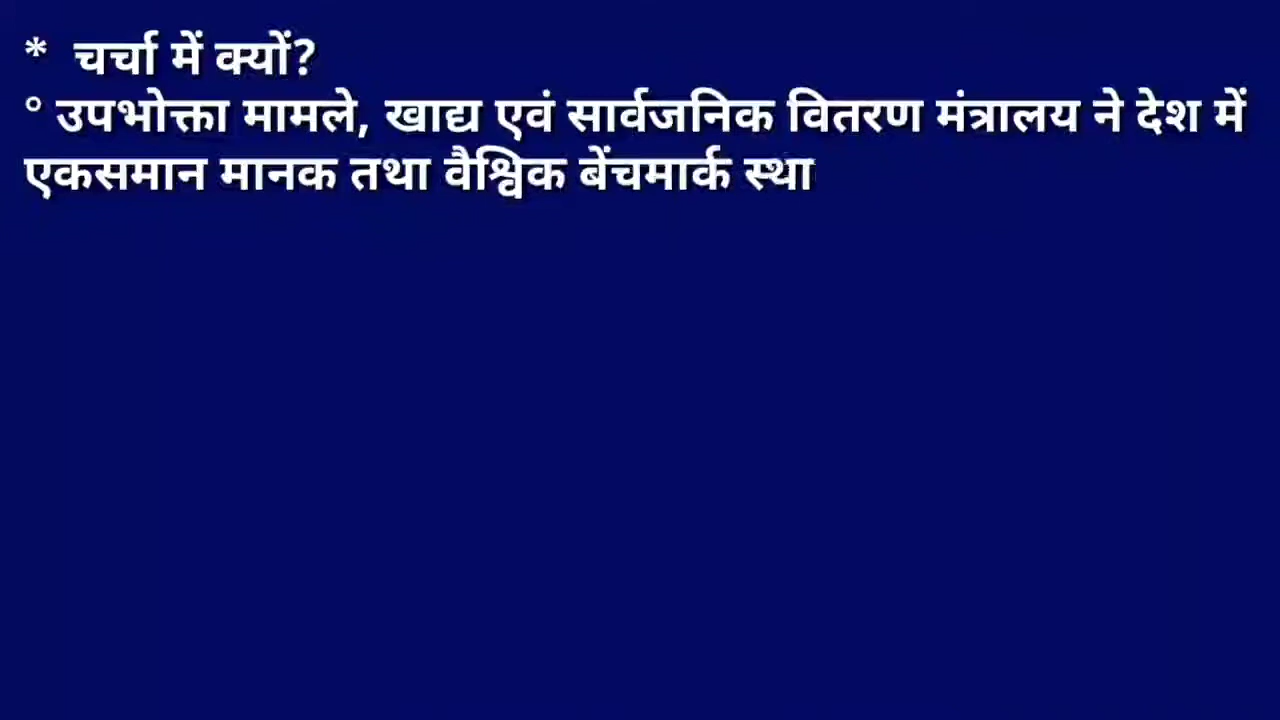 * चर्चा में क्यों?
° उपभोक्ता मामले, खाद्य एवं सार्वजनिक वितरण मंत्रालय ने देश में
एकसमान मानक तथा वैश्विक बेंचमार्क स्था